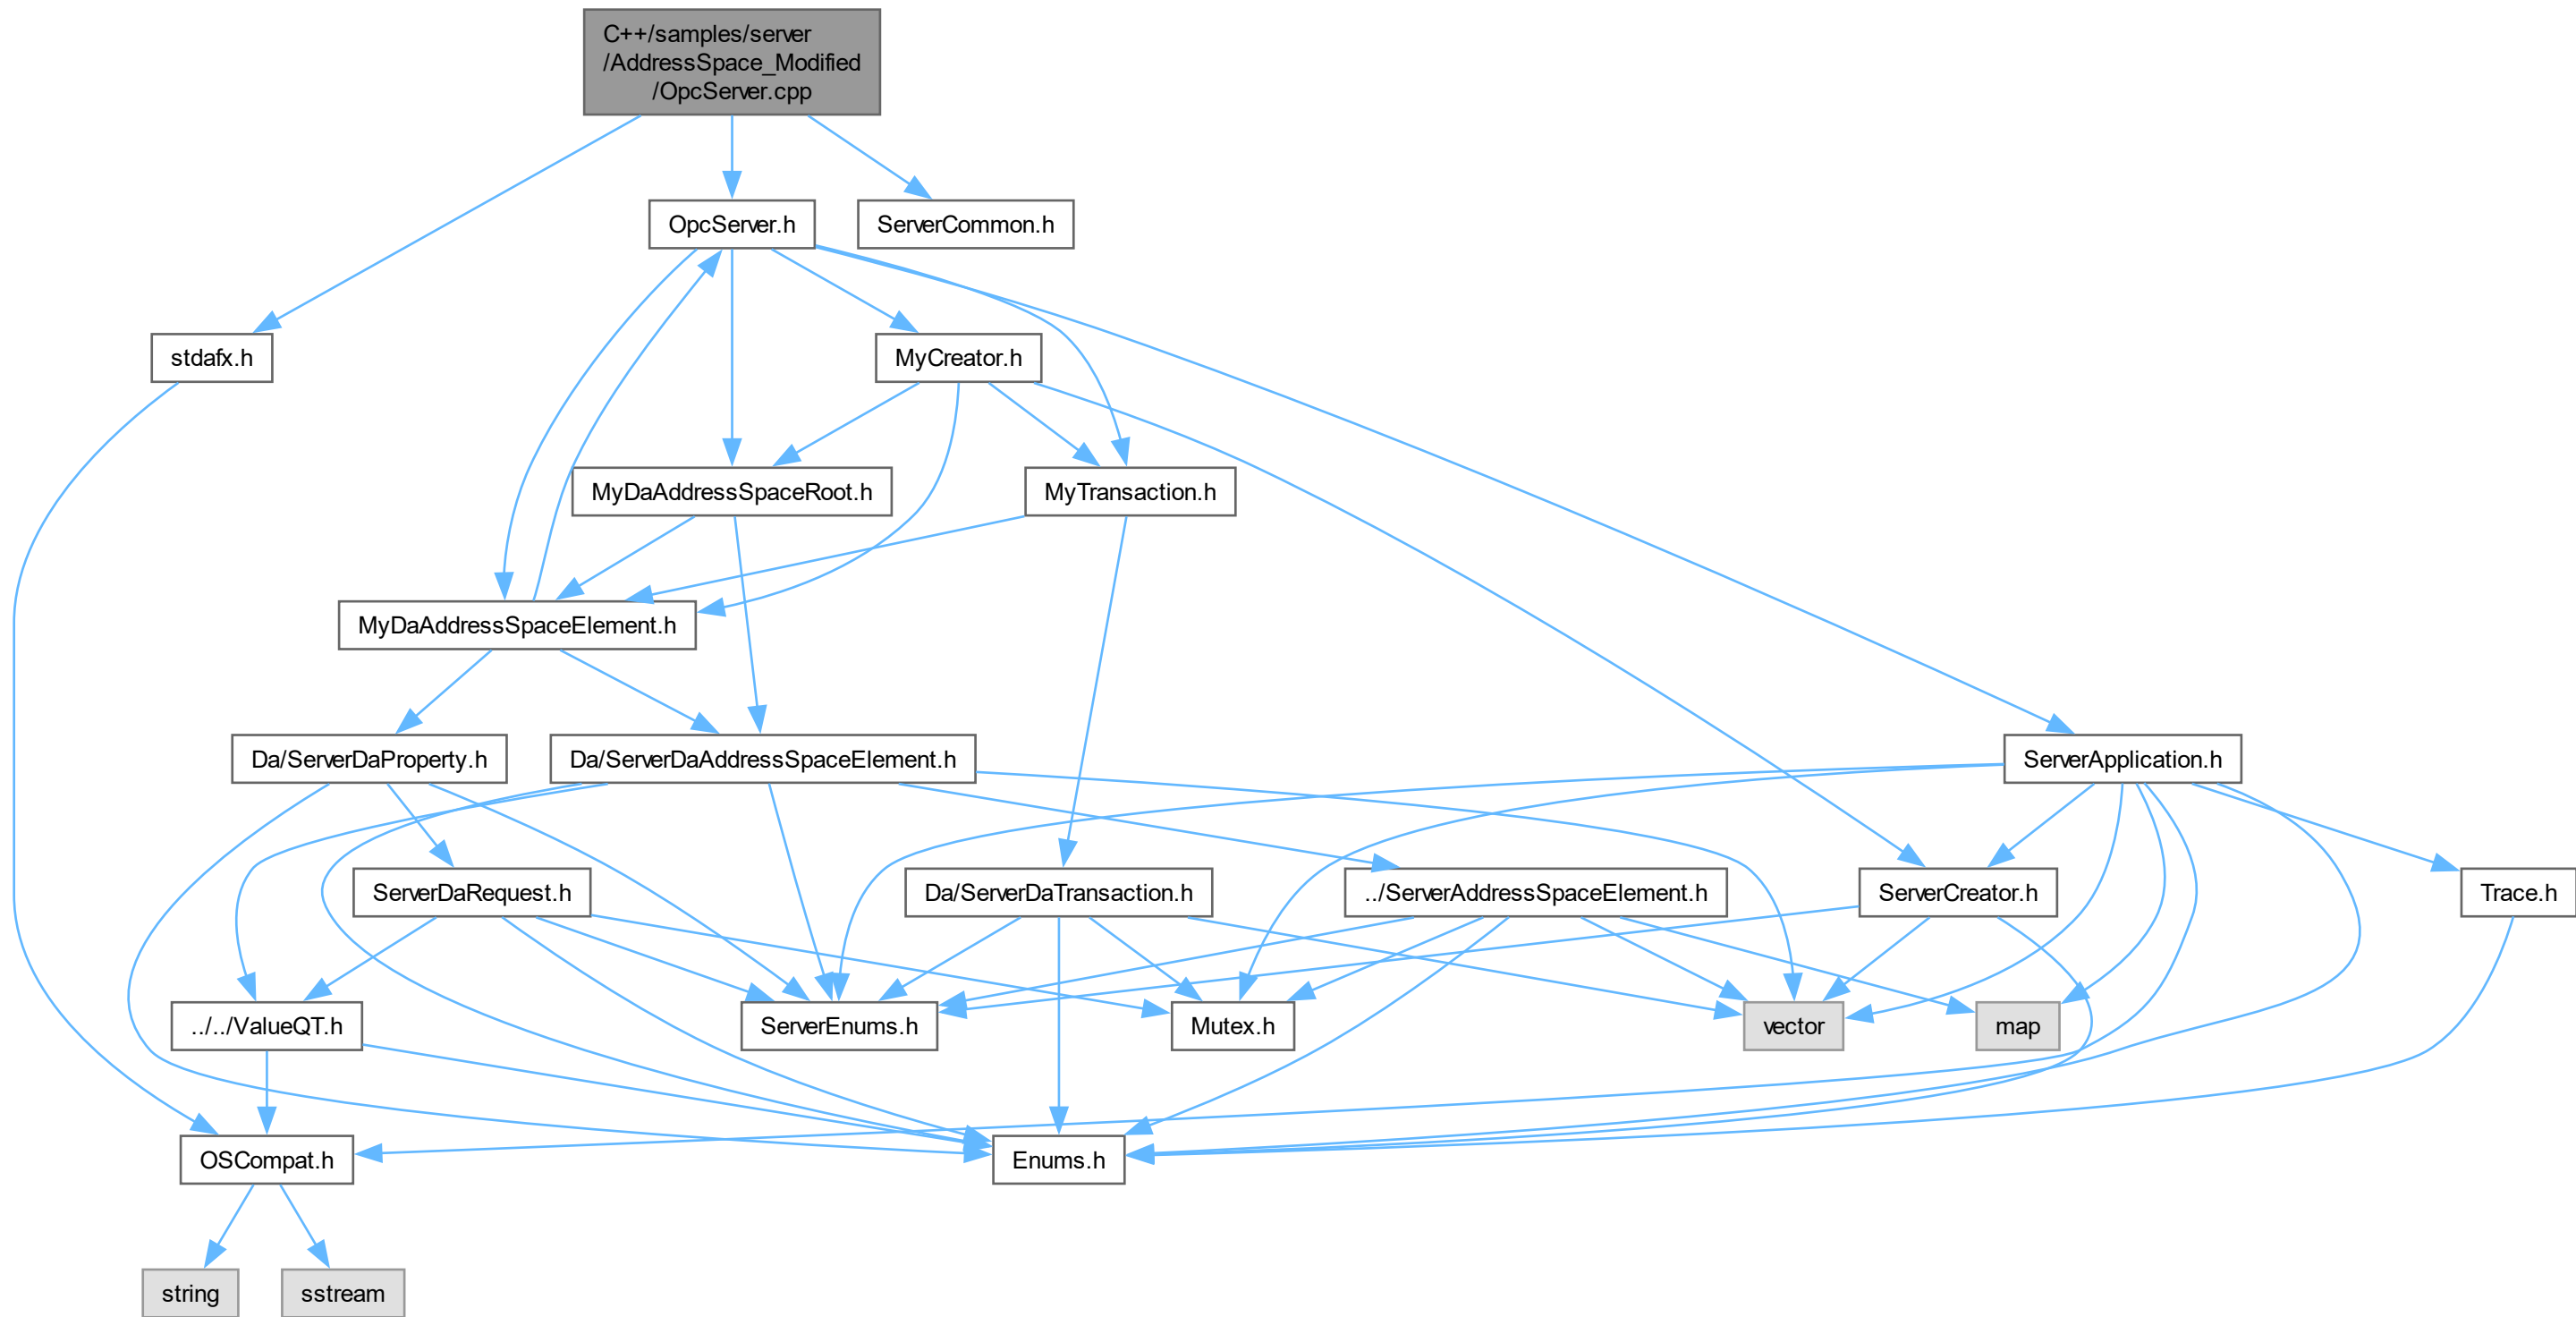 C++/samples/server
/AddressSpace_Modified
/OpcServer.cpp
OpcServer.h
ServerCommon.h
stdafx.h
MyCreator.h
MyDaAddressSpaceRoot.h
MyTransaction.h
MyDaAddressSpaceElement.h
Da/ServerDaProperty.h
Da/ServerDaAddressSpaceElement.h
ServerApplication.h
ServerDaRequest.h
Da/ServerDaTransaction.h
../ServerAddressSpaceElement.h
ServerCreator.h
Trace.h
../../ValueQT.h
ServerEnums.h
Mutex.h
vector
map
OSCompat.h
Enums.h
string
sstream